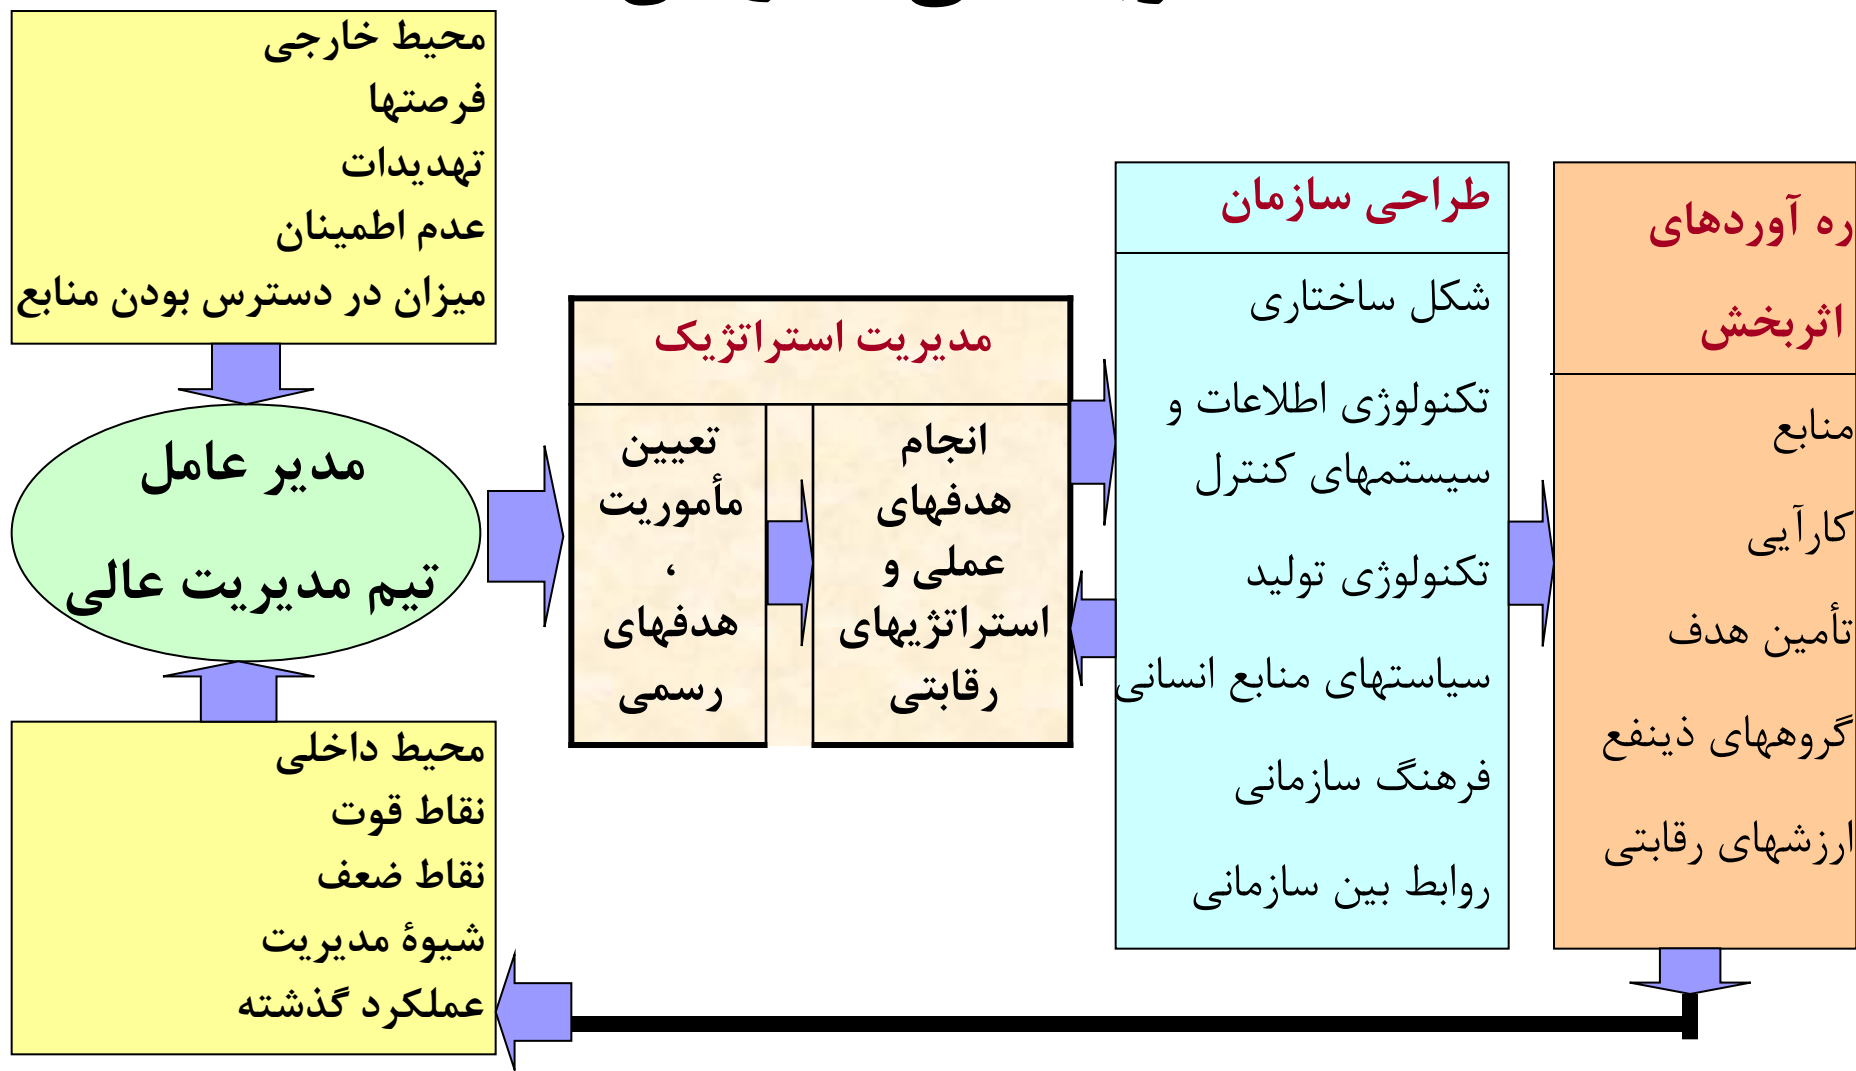 محیط خارجی
فرصتها
تهدیدات
عدم اطمینان
میزان در دسترس بودن منابع
مدیر عامل
تیم مدیریت عالی
محیط داخلی
نقاط قوت
نقاط ضعف
شیوهٔ مدیریت
عملکرد گذشته
مدیریت استراتژیک
تعیین
مأموریت
،
هدفهای
رسمی
انجام
هدفهای
عملی و
استراتژیهای
رقابتی
طراحی سازمان
شکل ساختاری
تکنولوژی اطلاعات و
سیستمهای کنترل
تکنولوژی تولید
سیاستهای منابع انسانی
فرهنگ سازمانی
روابط بین سازمانی
ره آوردهای
اثربخش
منابع
کارآیی
تأمین هدف
گروههای ذینفع
ارزشهای رقابتی